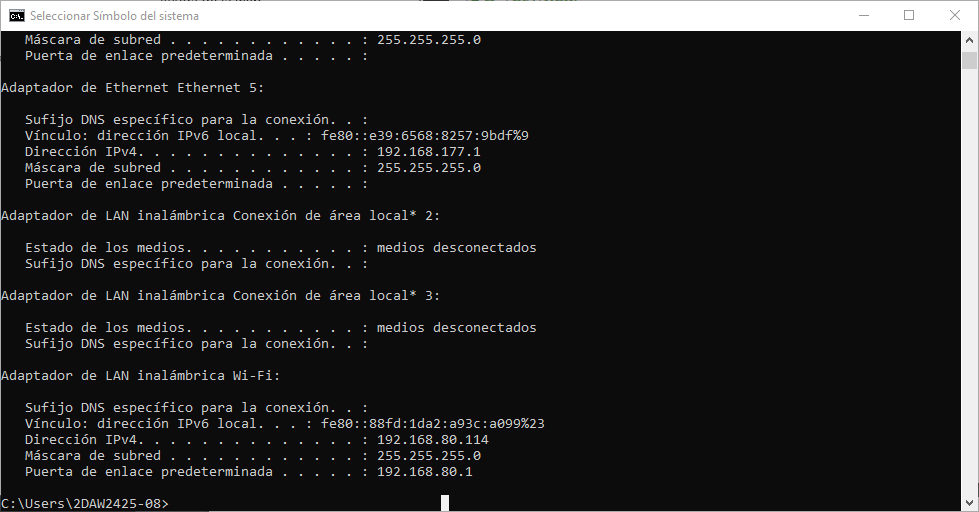 Seleccionar Símbolo del sistema
Máscara de subred . . . . . . . . . . . . : 255.255.255.0
Puerta de enlace predeterminada . . . . . :
Adaptador de Ethernet Ethernet 5:
Sufijo DNS específico para la conexión. . :
Vínculo: dirección IPv6 local. . . : fe80::e39:6568:8257:9bdf%9
Dirección IPv4. . . . . . . . . . . . . . : 192.168.177.1
Máscara de subred . . . . . . . . . . . . : 255.255.255.0
Puerta de enlace predeterminada . . . . . :
Adaptador de LAN inalámbrica Conexión de área local* 2:
Estado de los medios. . . . . . . . . . . : medios desconectados
Sufijo DNS específico para la conexión. . :
Adaptador de LAN inalámbrica Conexión de área local* 3:
Estado de los medios. . . . . . . . . . . : medios desconectados
Sufijo DNS específico para la conexión. . :
Adaptador de LAN inalámbrica Wi-Fi:
Sufijo DNS específico para la conexión. . :
Vínculo: dirección IPv6 local. . . : fe80::88fd:1da2:a93c:a099%23
Dirección IPv4. . . . . . . . . . . . . . : 192.168.80.114
Máscara de subred . . . . . . . . . . . . : 255.255.255.0
Puerta de enlace predeterminada . . . . . : 192.168.80.1
C:\Users\2DAW2425-08>